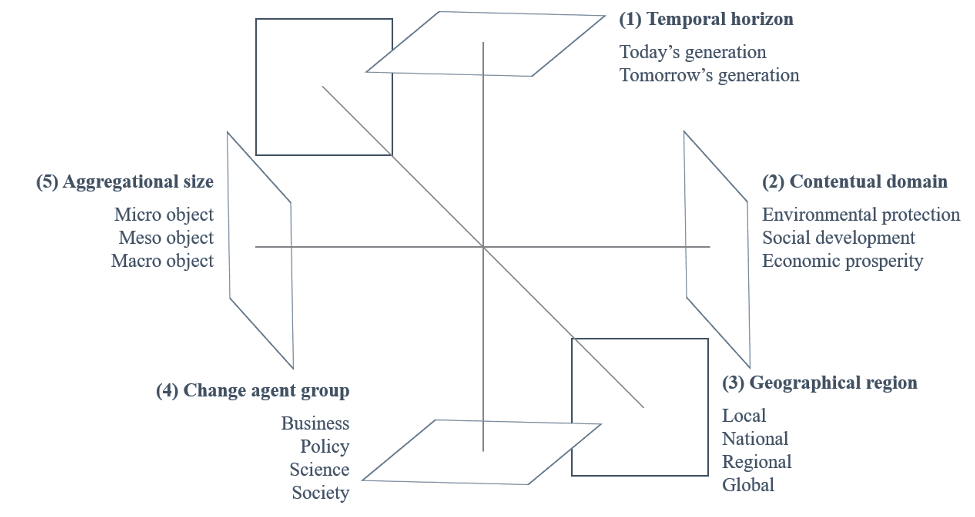 (1) Temporal horizon
Today's generation
Tomorrow's generation
(2) Contentual domain
Environmental protection
Social development
Economic prosperity
(3) Geographical region
Local
National
Regional
Global
(4) Change agent group
Business
Policy
Science
Society
(5) Aggregational size
Micro object
Meso object
Macro object